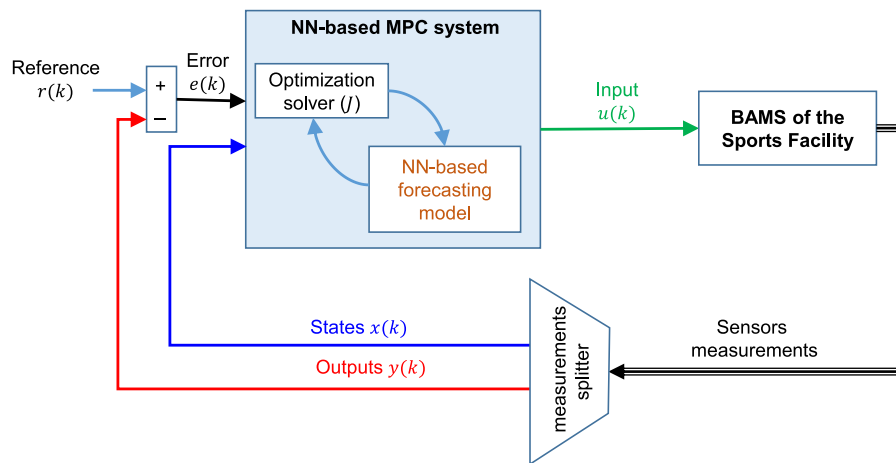 NN-based MPC system
Reference
r(k)
+
−
Error
e(k)
Optimization
solver (J)
NN-based
forecasting
model
Input
u(k)
BAMS of the
Sports Facility
States x(k)
Outputs y(k)
measurements
splitter
Sensors
measurements